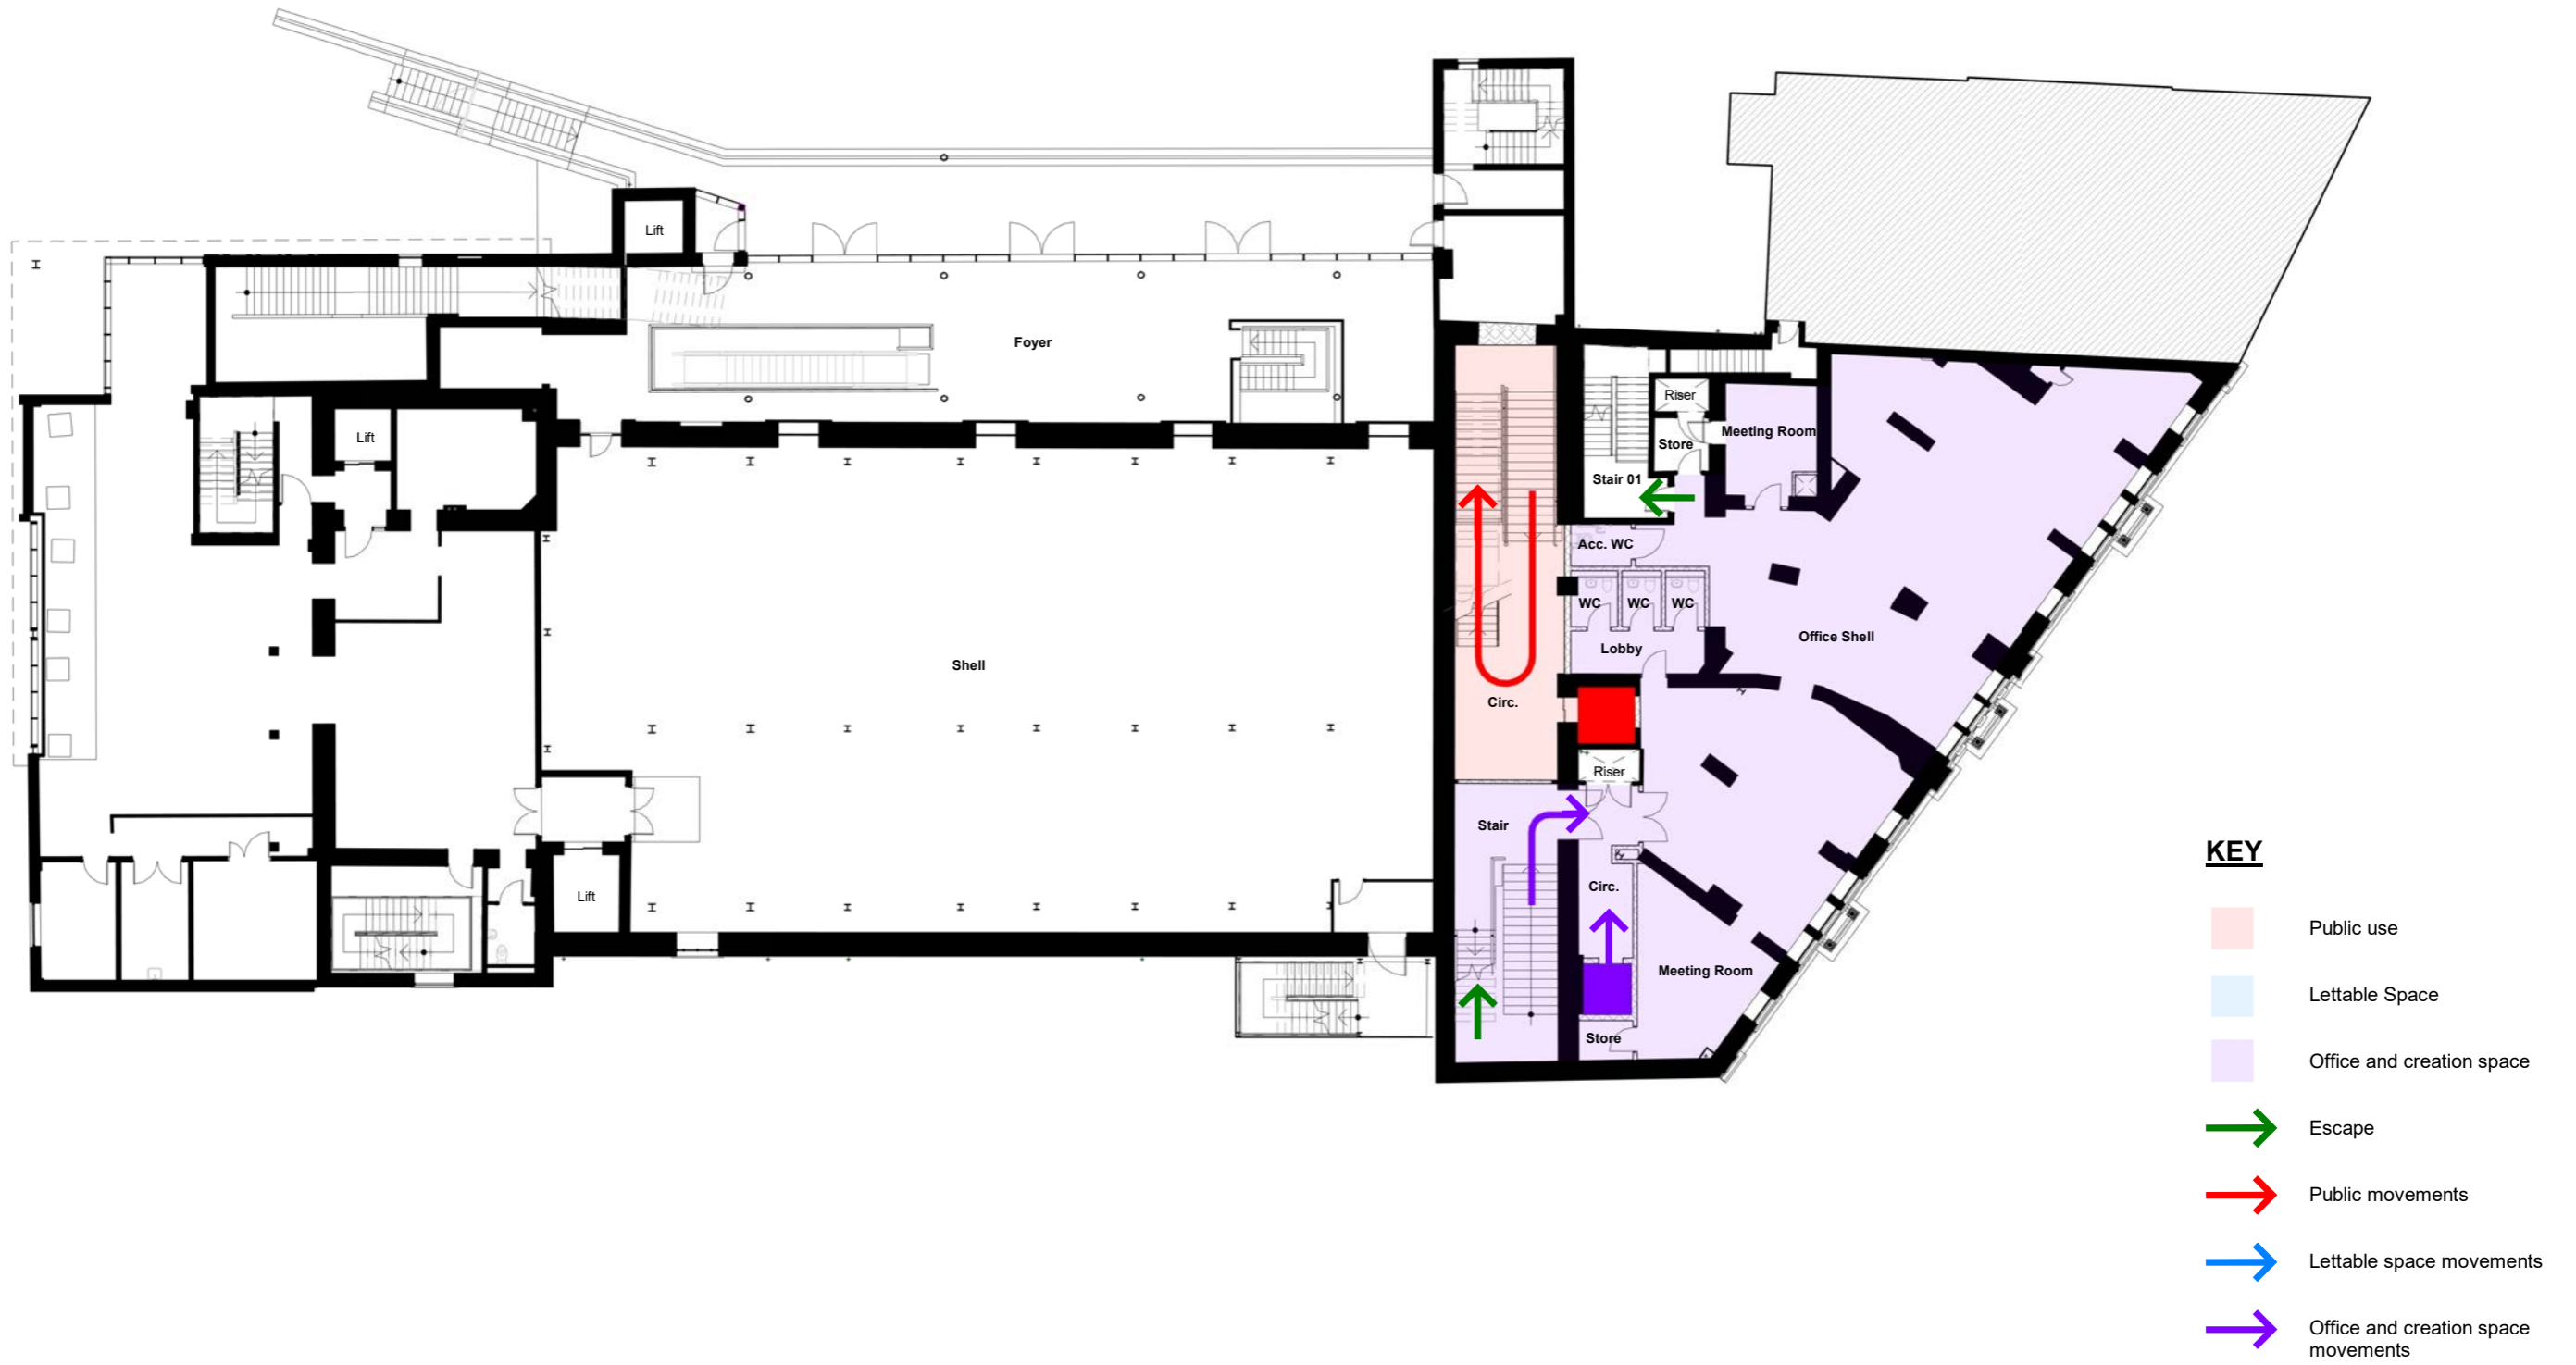 Lift
Foyer
Lift
Riser
Meeting Room
Store
Stair 01
Acc. WC
WC
WC
WC
Office Shell
Lobby
Shell
Circ.
Riser
Stair
Circ.
Lift
Meeting Room
Store
KEY
Public use
Lettable Space
Office and creation space
Escape
Public movements
Lettable space movements
Office and creation space
movements